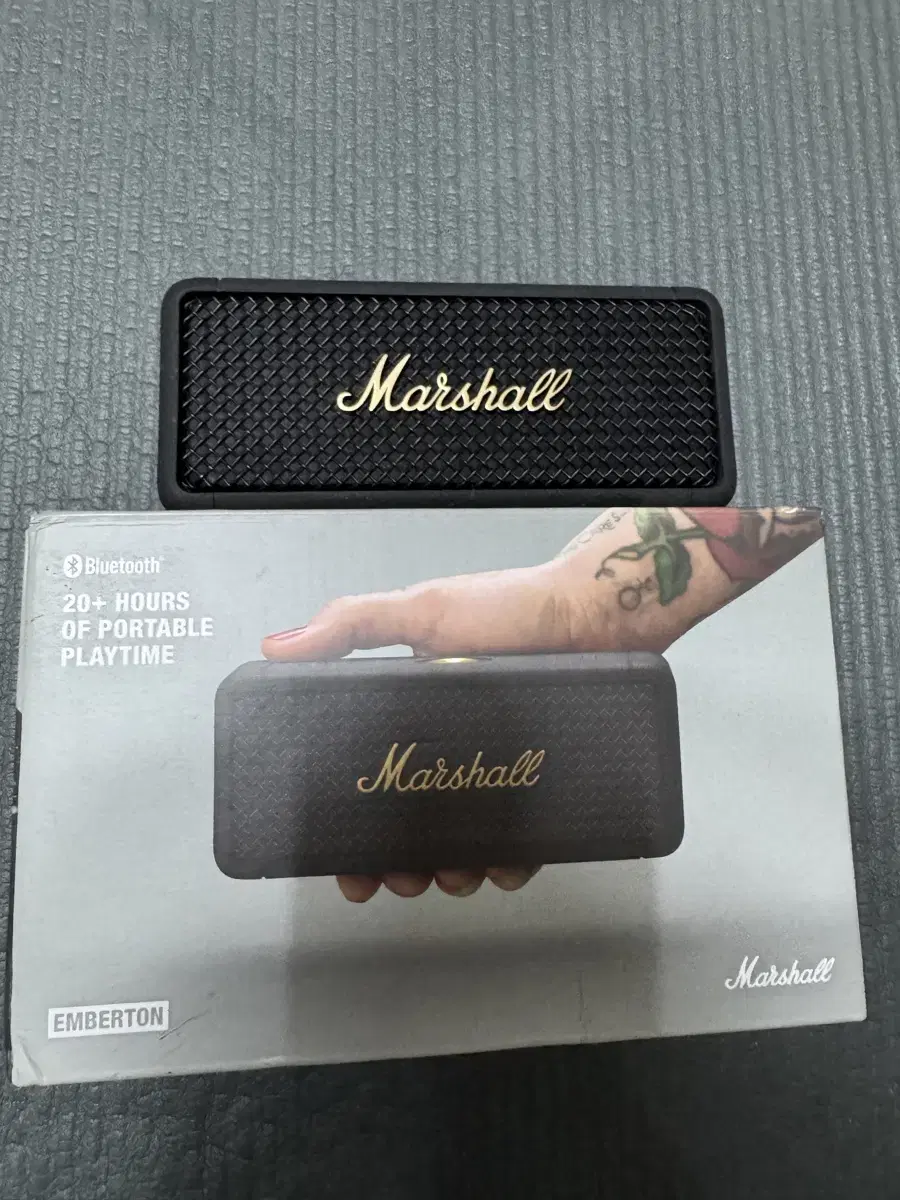 Marshall
Bluetooth
20+ HOURS
OF PORTABLE
PLAYTIME
Marshall
Marshall
EMBERTON